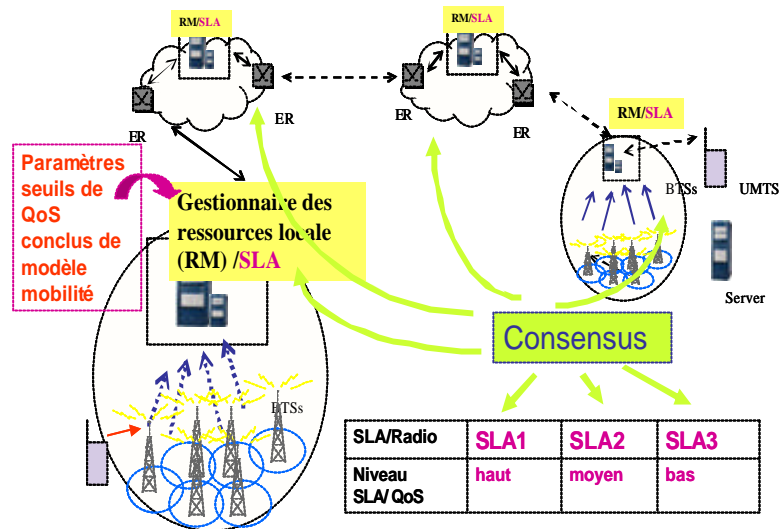 RM/SLA
RM/SLA
ER
ER
ER
ER
RM/SLA
BTSs
UMTS
Server
Paramètres
seuils de
QoS
conclus de
modèle
mobilité
Gestionnaire des
ressources locale
(RM) /SLA
BTSs
Consensus
SLA/Radio SLA1 SLA2 SLA3
Niveau haut moyen bas
SLA/QoS